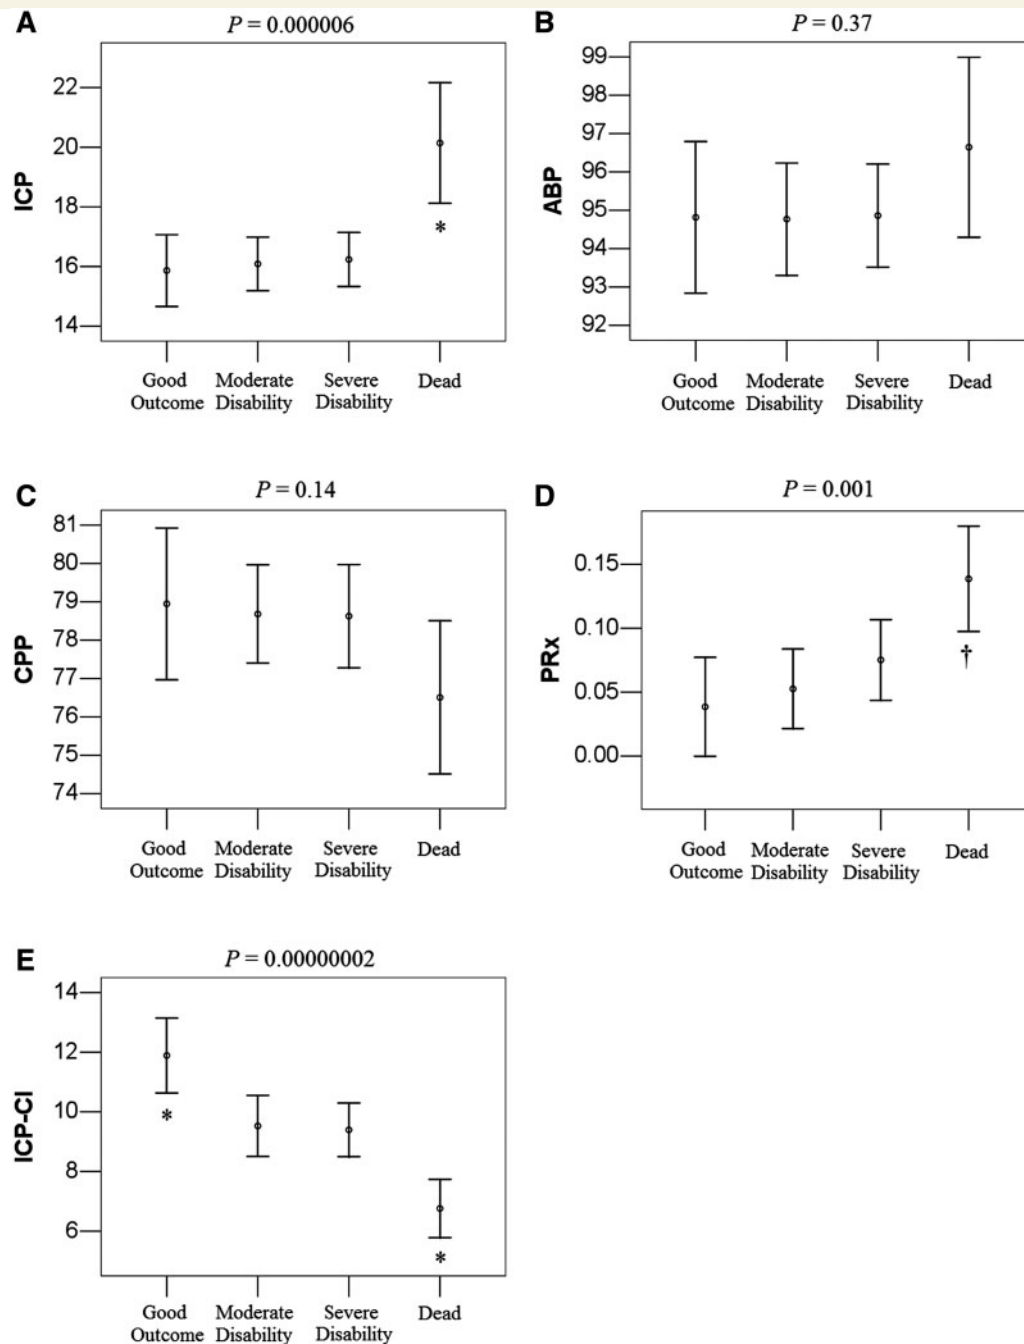 A
P = 0.000006
ICP
22
20
18
16
14
*
Good Outcome
Moderate Disability
Severe Disability
Dead
B
P = 0.37
ABP
99
98
97
96
95
94
93
92
Good Outcome
Moderate Disability
Severe Disability
Dead
C
P = 0.14
CPP
81
80
79
78
77
76
75
74
Good Outcome
Moderate Disability
Severe Disability
Dead
D
P = 0.001
PRx
0.15
0.10
0.05
0.00
†
Good Outcome
Moderate Disability
Severe Disability
Dead
E
P = 0.00000002
ICP-CI
14
12
10
8
6
*
*
Good Outcome
Moderate Disability
Severe Disability
Dead